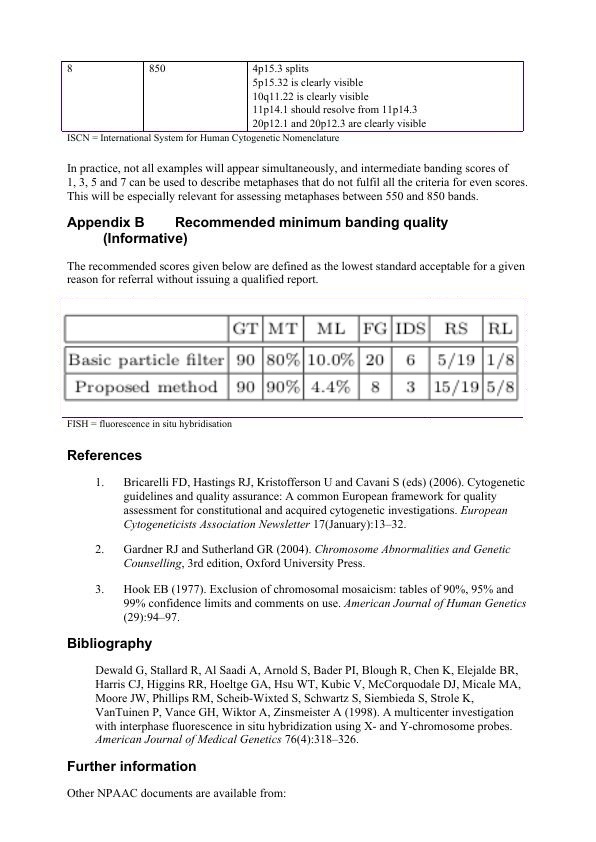 8 850 4p15.3 splits
5p15.32 is clearly visible
10q11.22 is clearly visible
11p14.1 should resolve from 11p14.3
20p12.1 and 20p12.3 are clearly visible
ISCN = International System for Human Cytogenetic Nomenclature
In practice, not all examples will appear simultaneously, and intermediate banding scores of
1, 3, 5 and 7 can be used to describe metaphases that do not fulfil all the criteria for even scores.
This will be especially relevant for assessing metaphases between 550 and 850 bands.
Appendix B Recommended minimum banding quality
(Informative)
The recommended scores given below are defined as the lowest standard acceptable for a given
reason for referral without issuing a qualified report.
GT MT ML FG IDS RS RL
Basic particle filter 90 80% 10.0% 20 6 5/19 1/8
Proposed method 90 90% 4.4% 8 3 15/19 5/8
FISH = fluorescence in situ hybridisation
References
1. Bricarelli FD, Hastings RJ, Kristofferson U and Cavani S (eds) (2006). Cytogenetic
guidelines and quality assurance: A common European framework for quality
assessment for constitutional and acquired cytogenetic investigations. European
Cytogeneticists Association Newsletter 17(January):13–32.
2. Gardner RJ and Sutherland GR (2004). Chromosome Abnormalities and Genetic
Counselling, 3rd edition, Oxford University Press.
3. Hook EB (1977). Exclusion of chromosomal mosaicism: tables of 90%, 95% and
99% confidence limits and comments on use. American Journal of Human Genetics
(29):94–97.
Bibliography
Dewald G, Stallard R, Al Saadi A, Arnold S, Bader PI, Blough R, Chen K, Elejalde BR,
Harris CJ, Higgins RR, Hoeltge GA, Hsu WT, Kubic V, McCorquodale DJ, Micale MA,
Moore JW, Phillips RM, Scheib-Wixted S, Schwartz S, Siembieda S, Strole K,
VanTuinen P, Vance GH, Wiktor A, Zinsmeister A (1998). A multicenter investigation
with interphase fluorescence in situ hybridization using X- and Y-chromosome probes.
American Journal of Medical Genetics 76(4):318–326.
Further information
Other NPAAC documents are available from: